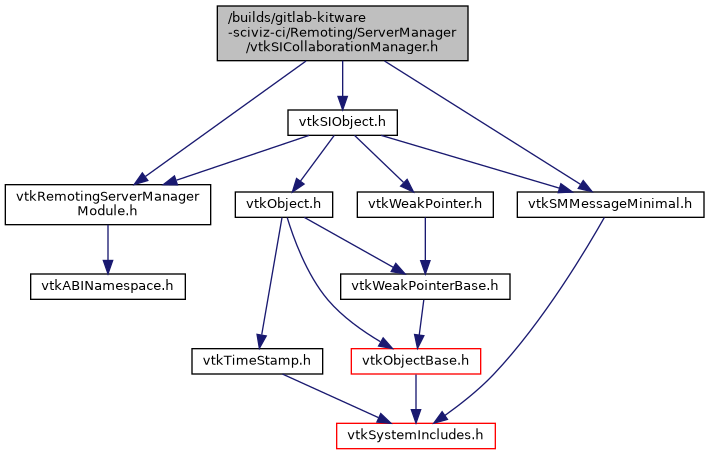 /builds/gitlab-kitware
-sciviz-ci/Remoting/ServerManager
/vtkSICollaborationManager.h
vtkSIObject.h
vtkRemotingServerManager
Module.h
vtkObject.h
vtkWeakPointer.h
vtkSMMessageMinimal.h
vtkABINamespace.h
vtkWeakPointerBase.h
vtkTimeStamp.h
vtkObjectBase.h
vtkSystemIncludes.h